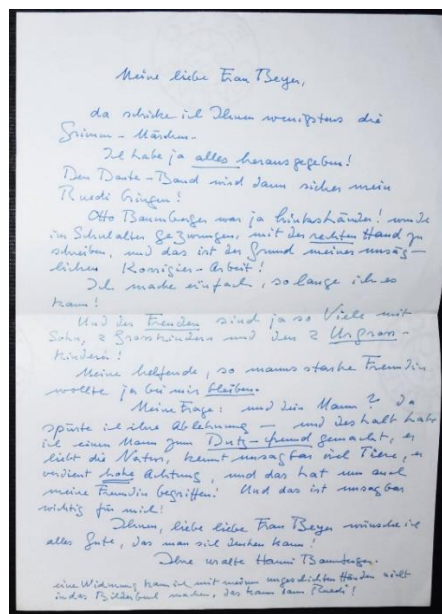 Meine liebe Frau Beyer,
da schicke ich Ihnen wenigstens die
Grimm-Märchen-
Ich habe ja alles herausgegeben!
Den Dante-Band wird dann sicher mein
Ruedi bringen!
Otto Baumberger war ja Linkshänder! wurde
im Schulalter gezwungen, mit der rechten Hand zu
schreiben, und das ist der Grund meiner unsäg-
lichen Korrigier-Arbeit!
Ich mache einfach, so lange ich es
kann!
Und der Freuden sind ja so Viele mit
Sohn, 2 Grosskindern und den 2 Urgross-
Kindern!
Meine helfende, so starke Freundin
wollte ja bei mir bleiben.
Meine Frage: und dein Mann? Da
spürte ich ihre Ablehnung - und deshalb habe
ich einen Mann zum Dutz-freund gemacht, er
liebt die Natur, kennt unsagbar viel Tiere, er
verdient hohe Achtung, und das hat nun auch
meine Freundin begriffen! Und das ist unsagbar
wichtig für mich!
Ihnen, liebe liebe Frau Beyer wünsche ich
alles Gute, das man sich denken kann!
Ihre uralte Hanni Baumberger.
eine Widmung kann ich mit meinen ungeschickten Händen nicht
in das Bilderbuch machen, das kann dann Ruedi!